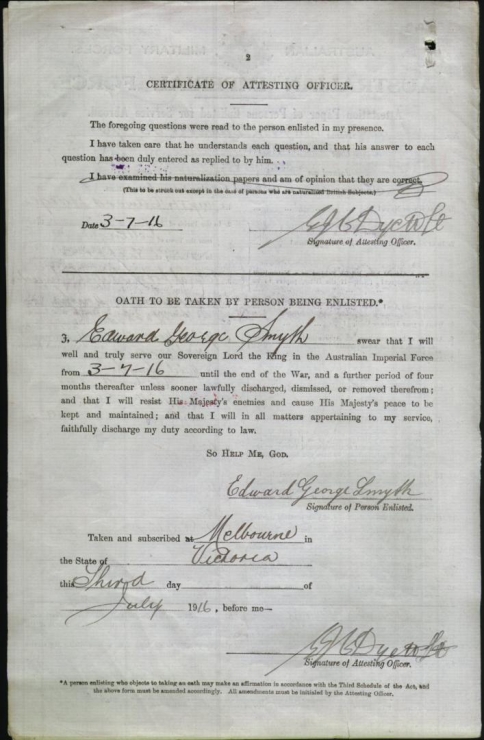 2
CERTIFICATE OF ATTESTING OFFICER.
The foregoing questions were read to the person enlisted in my presence.
I have taken care that he understands each question, and that his answer to each
question has been duly entered as replied to by him.
I have examined his naturalization papers and am of opinion that they are correct.
(This to be struck out except in the case of persons who are naturalized British Subjects.)
Date 3-7-16
Signature of Attesting Officer.
OATH TO BE TAKEN BY PERSON BEING ENLISTED.*
3. Edward George Smyth swear that I will
well and truly serve our Sovereign Lord the King in the Australian Imperial Force
from 3-7-16 until the end of the War, and a further period of four
months thereafter unless sooner lawfully discharged, dismissed, or removed therefrom;
and that I will resist His Majesty's enemies and cause His Majesty's peace to be
kept and maintained; and that I will in all matters appertaining to my service,
faithfully discharge my duty according to law.
SO HELP ME, GOD.
Edward George Smyth
Signature of Person Enlisted.
Taken and subscribed at Melbourne in
the State of Victoria
this Third day of
July 1916, before me—
Signature of Attesting Officer.
*A person enlisting who objects to taking an oath may make an affirmation in accordance with the Third Schedule of the Act, and
the above form must be amended accordingly. All amendments must be initialed by the Attesting Officer.